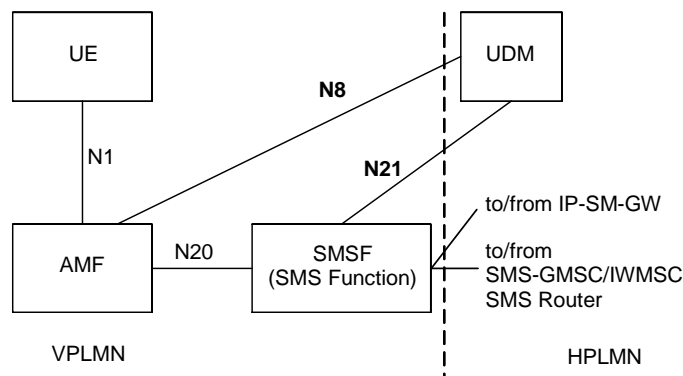 UE
UDM
N8
N1
N21
to/from IP-SM-GW
AMF
N20
SMSF
(SMS Function)
to/from
SMS-GMSC/IWMSC
SMS Router
VPLMN
HPLMN